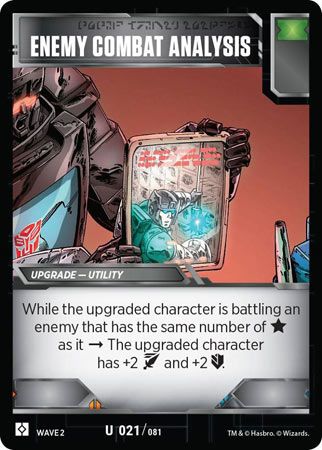 ENEMY COMBAT ANALYSIS
UPGRADE — UTILITY
While the upgraded character is battling an
enemy that has the same number of ★
as it → The upgraded character
has +2 and +2 .
WAVE 2 U 021/081 TM & © Hasbro. © Wizards.